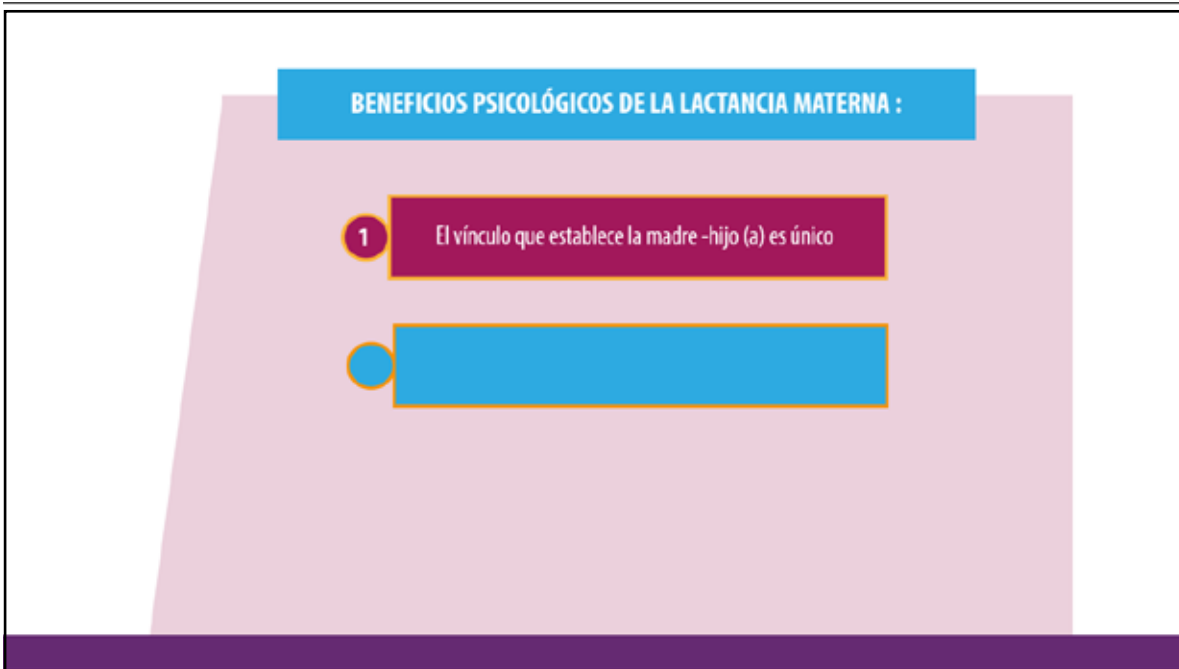 BENEFICIOS PSICOLÓGICOS DE LA LACTANCIA MATERNA :
1 El vínculo que establece la madre -hijo (a) es único